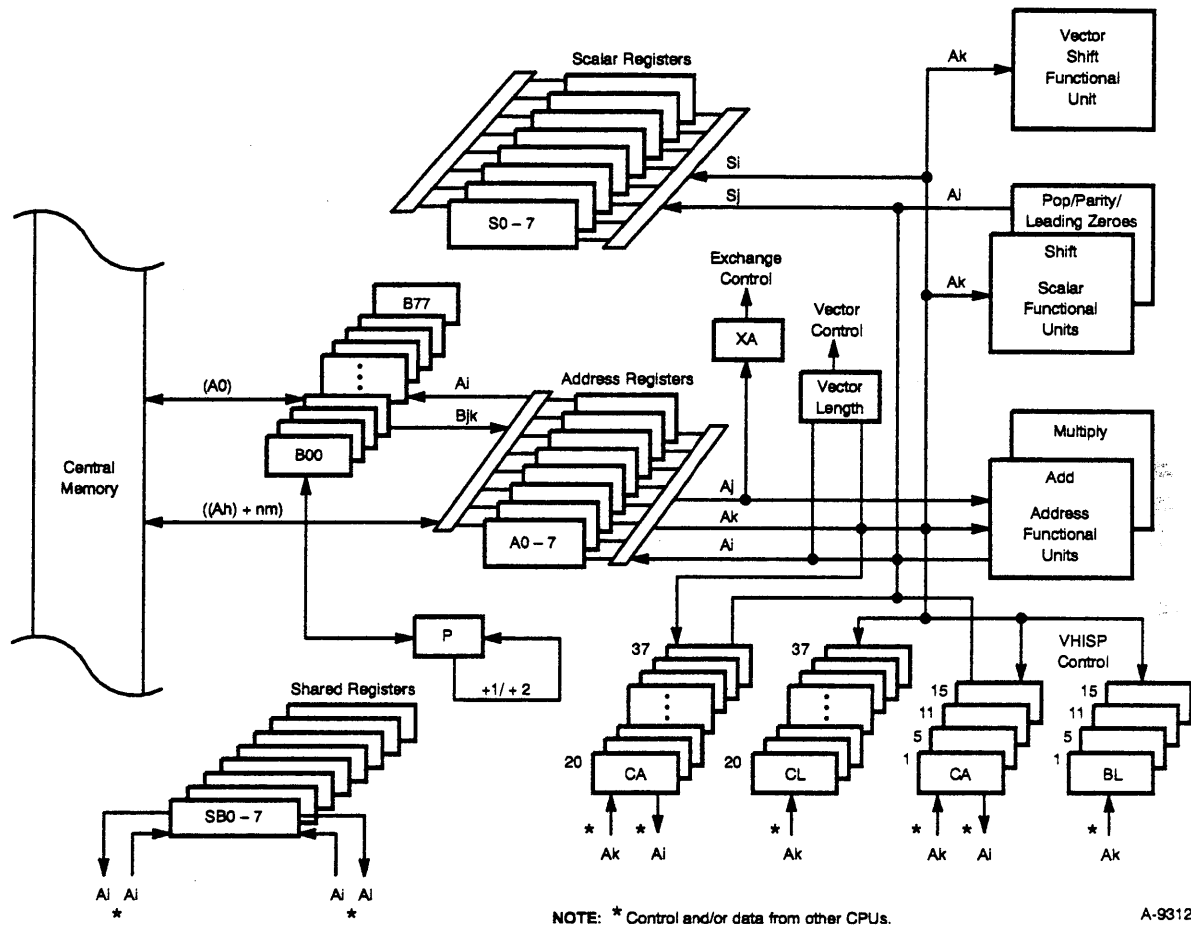 Vector
Shift
Functional
Unit
Ak
Scalar Registers
Si
Sj
Ai
S0 – 7
Pop/Parity/
Leading Zeroes
Shift
Scalar
Functional
Units
Ak
Exchange
Control
XA
Vector
Control
Vector
Length
B77
(A0)
Ai
Bjk
B00
Address Registers
Central
Memory
((Ah) + nm)
A0 – 7
Aj
Ak
Ai
Multiply
Add
Address
Functional
Units
P
+1/ + 2
Shared Registers
SB0 – 7
Ai Ai
*
Ai Ai
*
37
20
CA
* *
Ak Ai
37
20
CL
*
Ak
15
11
5
1
CA
* *
Ak Ai
VHISP
Control
15
11
5
1
BL
*
Ak
NOTE: * Control and/or data from other CPUs.
A-9312